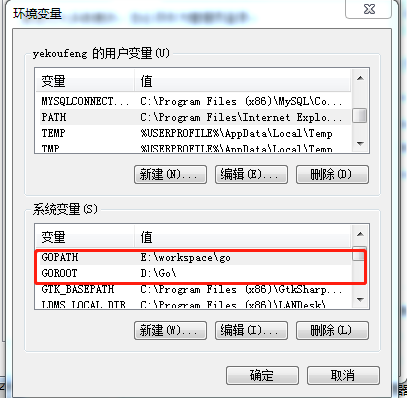 环境变量
yekoufeng 的用户变量(U)
变量 值
MYSQLCONNECT... C:\Program Files (x86)\MySQL\Co...
PATH C:\Program Files\Internet Explo...
TEMP %USERPROFILE%\AppData\Local\Temp
TMP %USERPROFILE%\AppData\Local\Temp
新建(N)... 编辑(E)... 删除(D)
系统变量(S)
变量 值
GOPATH E:\workspace\go
GOROOT D:\Go\
GTK_BASEPATH C:\Program Files (x86)\GtkSharp...
LDMS_LOCAL_DIR C:\Program Files (x86)\LANDesk\
新建(W)... 编辑(I)... 删除(L)
确定 取消